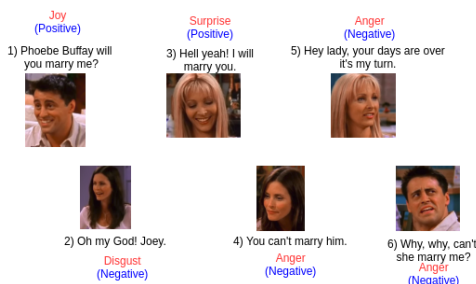 Joy
(Positive)
1) Phoebe Buffay will
you marry me?
Surprise
(Positive)
3) Hell yeah! I will
marry you.
Anger
(Negative)
5) Hey lady, your days are over
it's my turn.
2) Oh my God! Joey.
Disgust
(Negative)
4) You can't marry him.
Anger
(Negative)
6) Why, why, can't
she marry me?
Anger
(Negative)